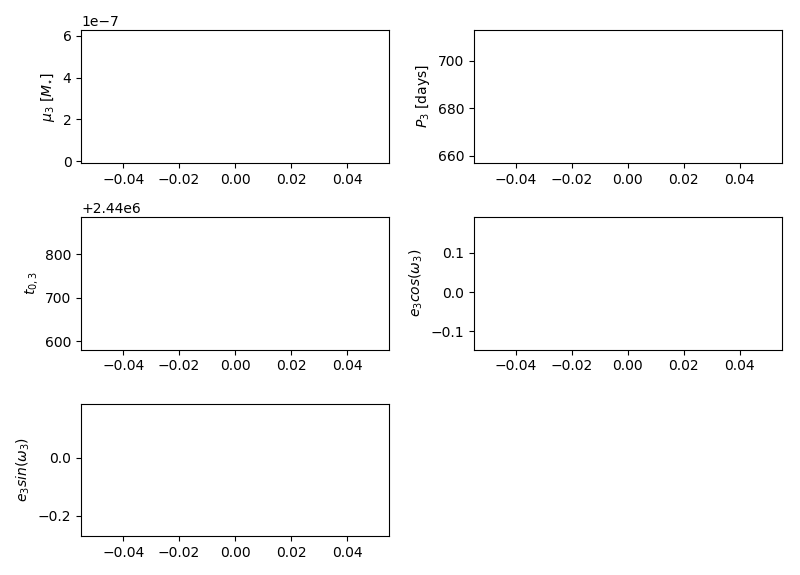 1e−7
μ₃ [M⋆]
6
4
2
0
−0.04 −0.02 0.00 0.02 0.04
P₃ [days]
700
680
660
−0.04 −0.02 0.00 0.02 0.04
+2.44e6
t₀,₃
800
700
600
−0.04 −0.02 0.00 0.02 0.04
e₃cos(ω₃)
0.1
0.0
−0.1
−0.04 −0.02 0.00 0.02 0.04
e₃sin(ω₃)
0.0
−0.2
−0.04 −0.02 0.00 0.02 0.04